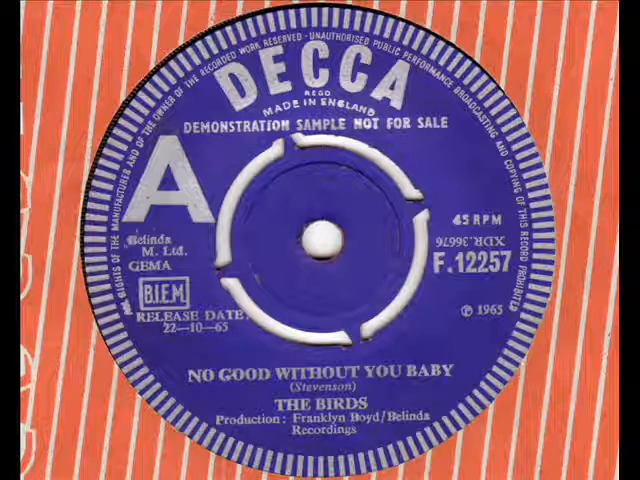 ALL RIGHTS OF THE MANUFACTURERS AND OF THE OWNER OF THE RECORDED WORK RESERVED · UNAUTHORISED PUBLIC PERFORMANCE BROADCASTING AND COPYING OF THIS RECORD PROHIBITED
DECCA
REGD
MADE IN ENGLAND
DEMONSTRATION SAMPLE NOT FOR SALE
A
45 RPM
Belinda
M. Ltd.
GEMA
XDR.36676
F.12257
B.I.E.M.
RELEASE DATE:
22-10-65
℗ 1965
NO GOOD WITHOUT YOU BABY
(Stevenson)
THE BIRDS
Production: Franklyn Boyd/Belinda
Recordings